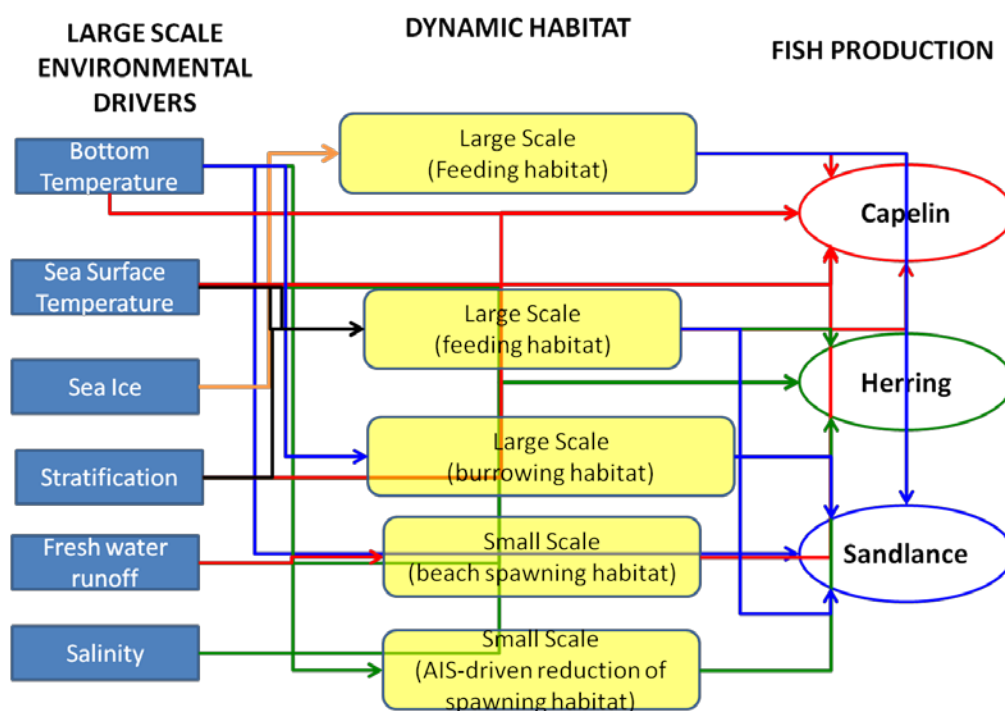 LARGE SCALE
ENVIRONMENTAL
DRIVERS
DYNAMIC HABITAT
FISH PRODUCTION
Bottom
Temperature
Sea Surface
Temperature
Sea Ice
Stratification
Fresh water
runoff
Salinity
Large Scale
(Feeding habitat)
Large Scale
(feeding habitat)
Large Scale
(burrowing habitat)
Small Scale
(beach spawning habitat)
Small Scale
(AIS-driven reduction of
spawning habitat)
Capelin
Herring
Sandlance